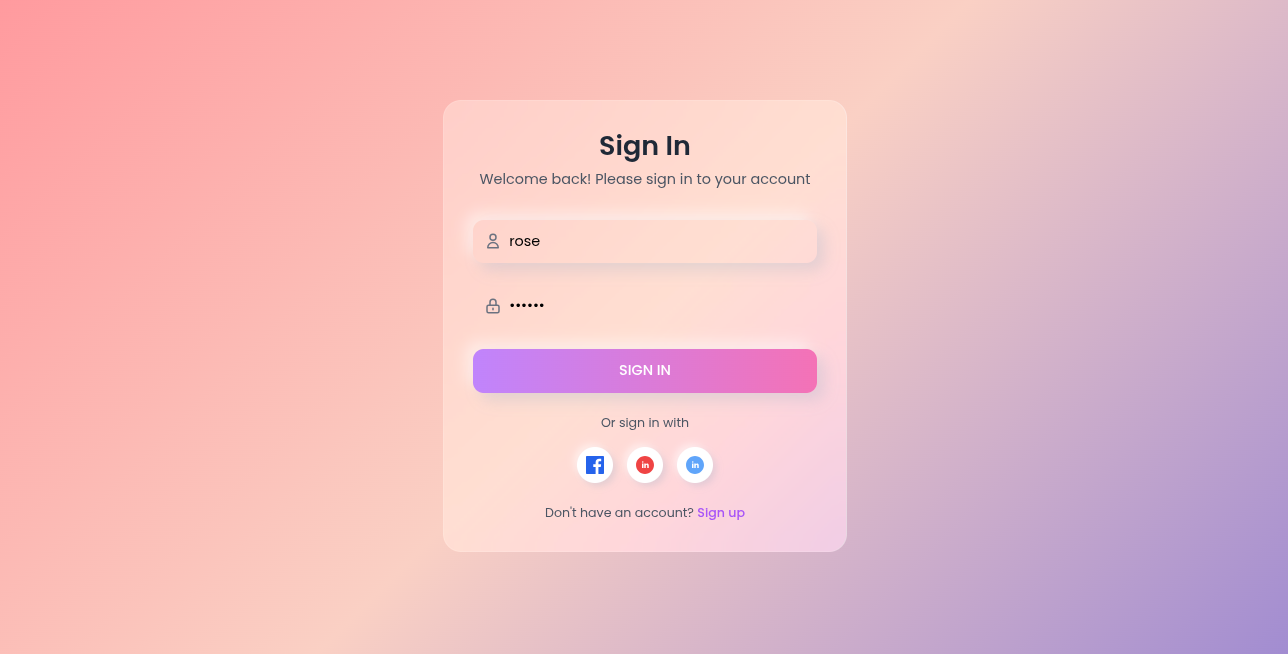 Sign In
Welcome back! Please sign in to your account
rose
••••••
SIGN IN
Or sign in with
in in
Don't have an account? Sign up